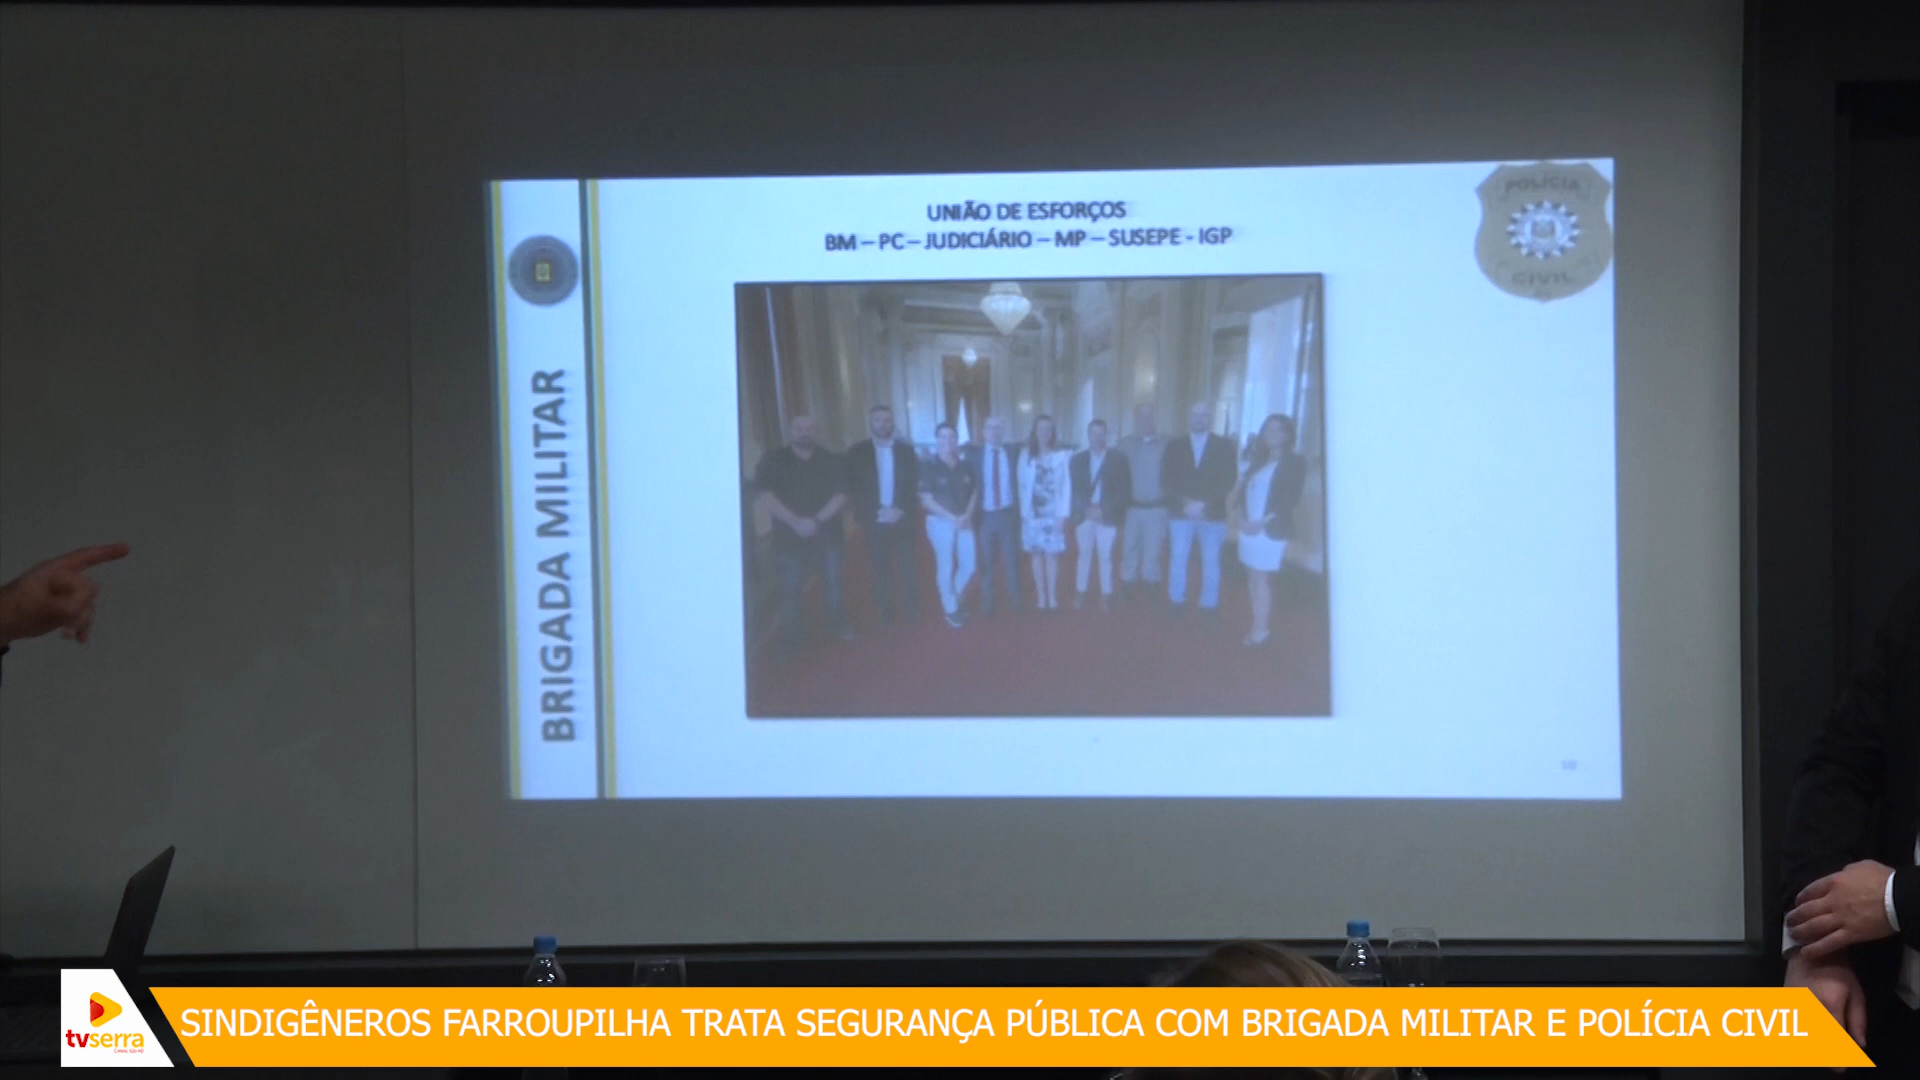 UNIÃO DE ESFORÇOS
BM – PC – JUDICIÁRIO – MP – SUSEPE - IGP
POLÍCIA
CIVIL
BRIGADA MILITAR
tvserra
SINDIGÊNEROS FARROUPILHA TRATA SEGURANÇA PÚBLICA COM BRIGADA MILITAR E POLÍCIA CIVIL